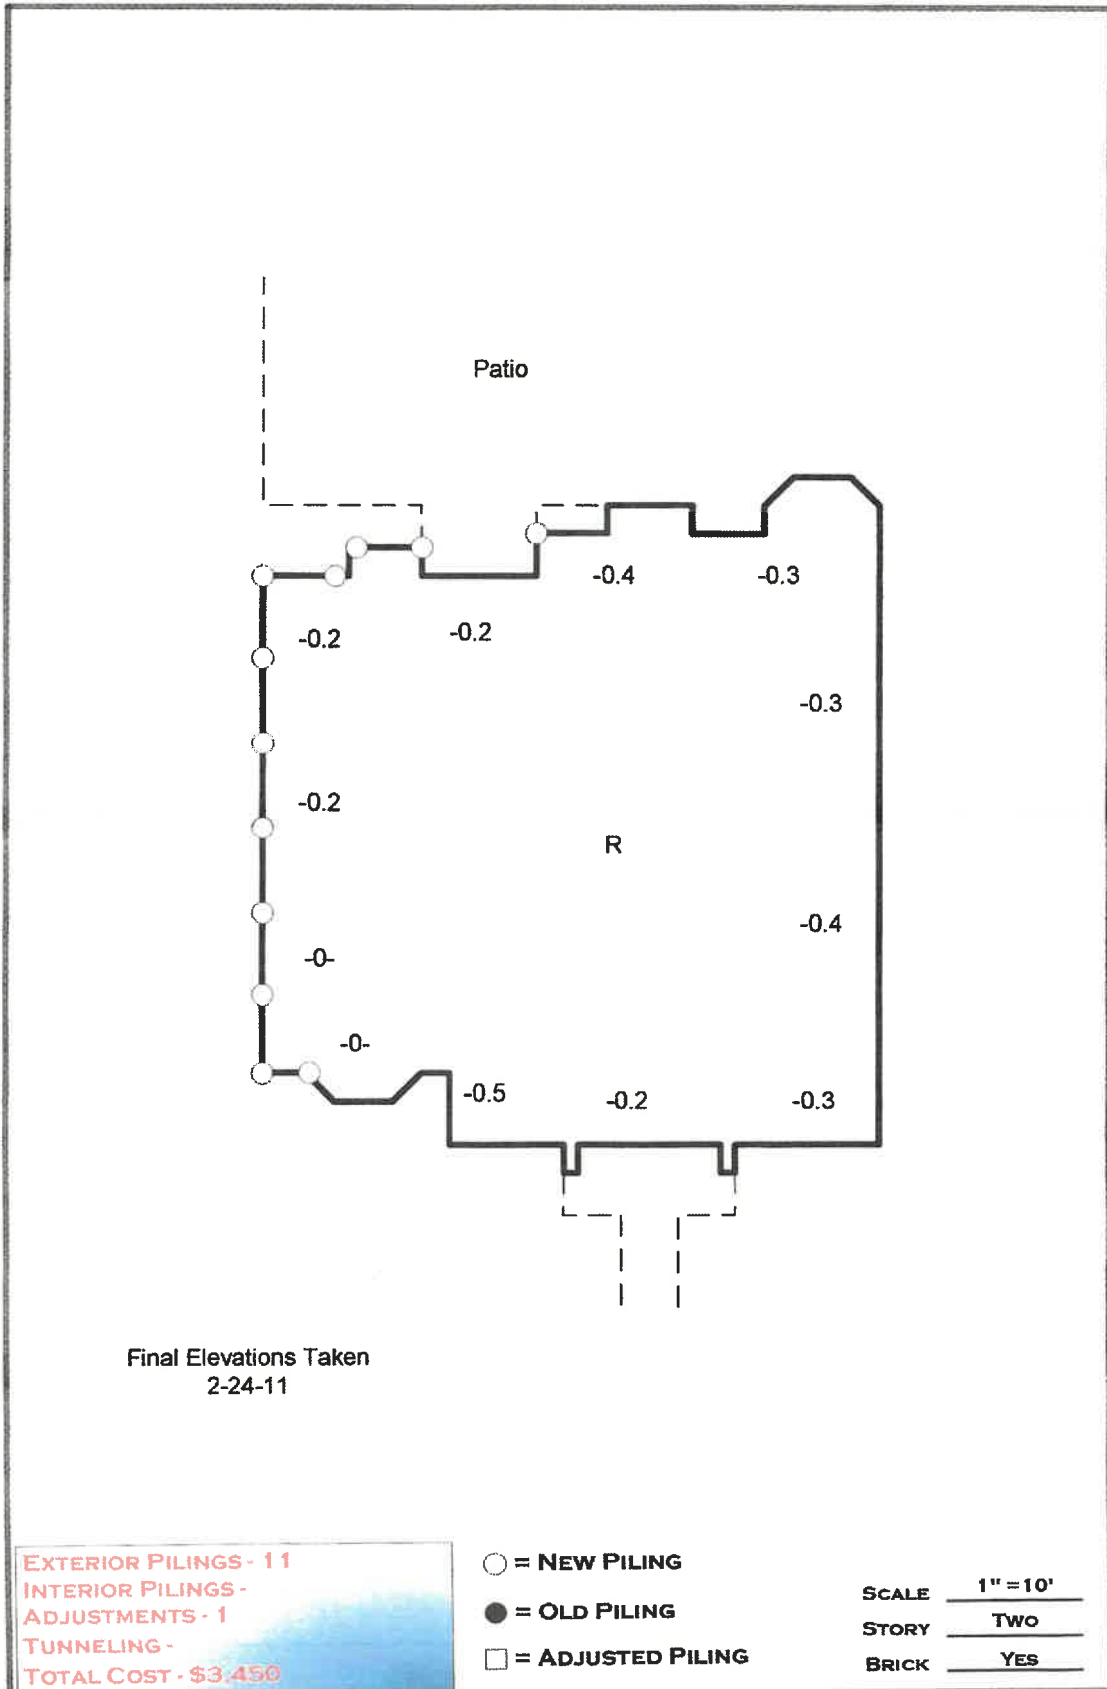 Patio
-0.4
-0.3
-0.2
-0.2
-0.3
-0.2
R
-0.4
-0-
-0-
-0.5
-0.2
-0.3
Final Elevations Taken
2-24-11
EXTERIOR PILINGS - 11
INTERIOR PILINGS -
ADJUSTMENTS - 1
TUNNELING -
TOTAL COST - $3,450
= NEW PILING
= OLD PILING
= ADJUSTED PILING
SCALE 1"=10'
STORY TWO
BRICK YES